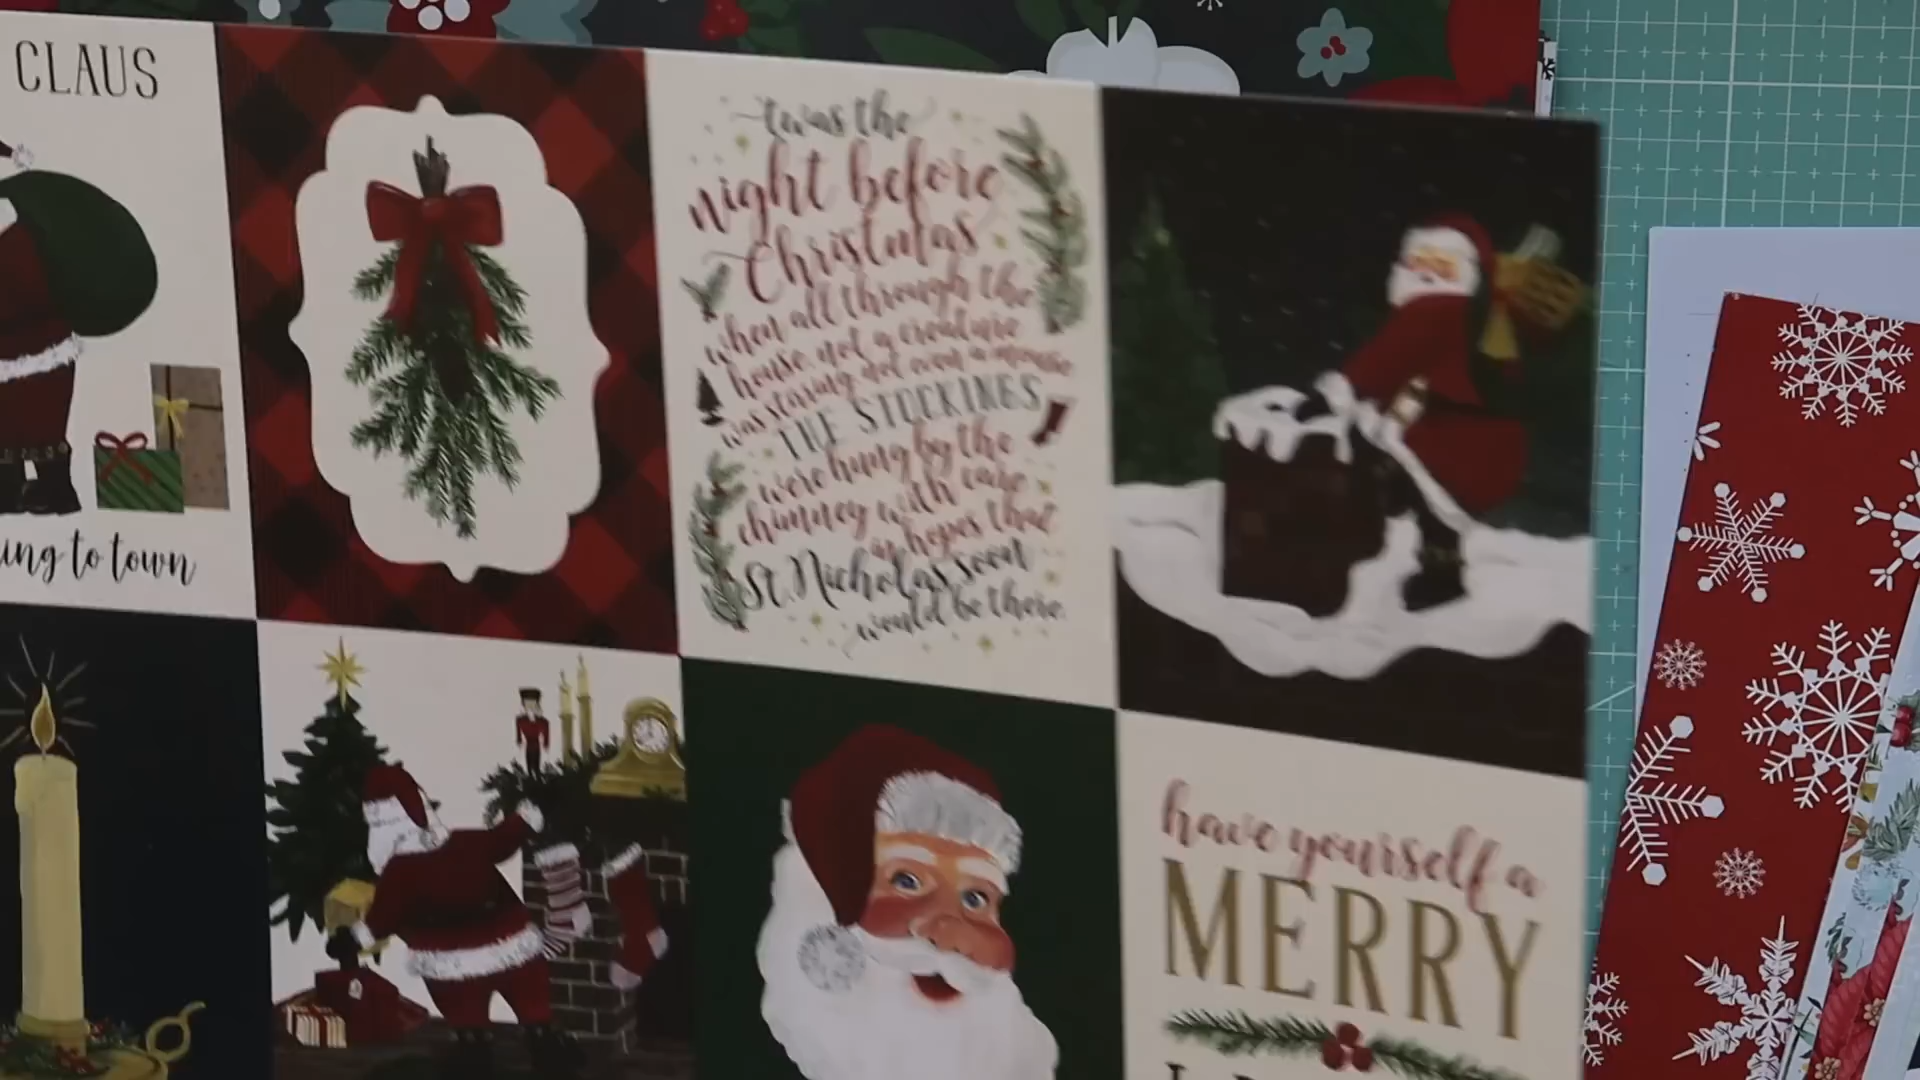 CLAUS
ing to town
'twas the
night before
Christmas
when all through the
house, not a creature
was stirring not even a mouse
THE STOCKINGS
were hung by the
chimney with care
in hopes that
St. Nicholas soon
would be there.
have yourself a
MERRY